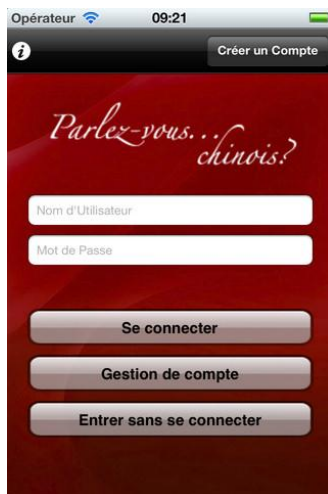 Opérateur 09:21
Créer un Compte
Parlez-vous...
chinois?
Nom d'Utilisateur
Mot de Passe
Se connecter
Gestion de compte
Entrer sans se connecter